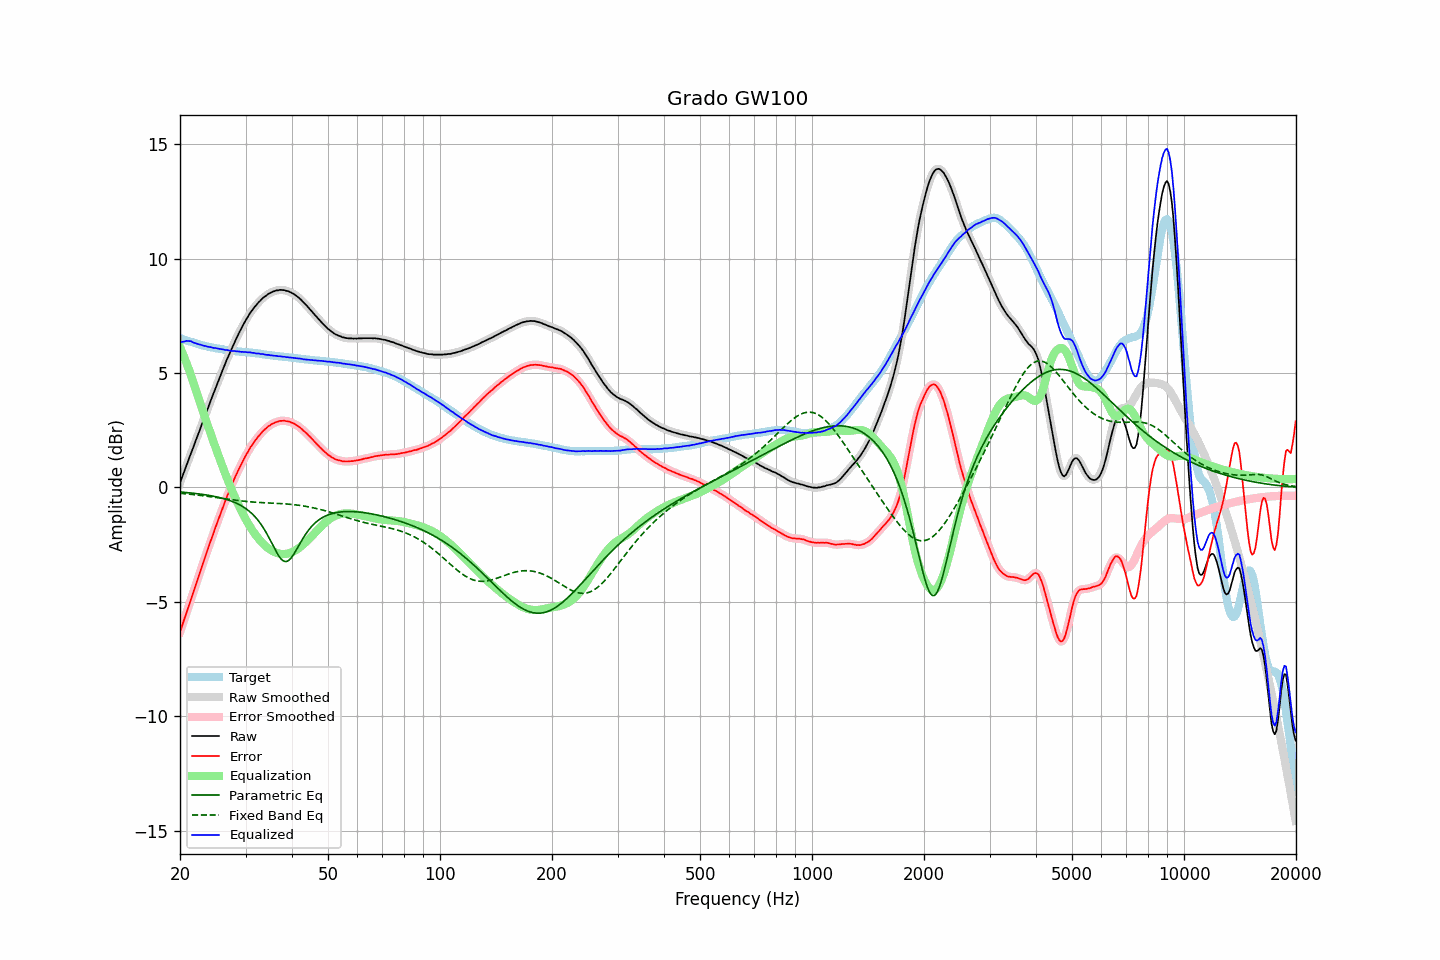 Grado GW100
Amplitude (dBr)
15
10
5
0
−5
−10
−15
Target
Raw Smoothed
Error Smoothed
Raw
Error
Equalization
Parametric Eq
Fixed Band Eq
Equalized
20 50 100 200 500 1000 2000 5000 10000 20000
Frequency (Hz)